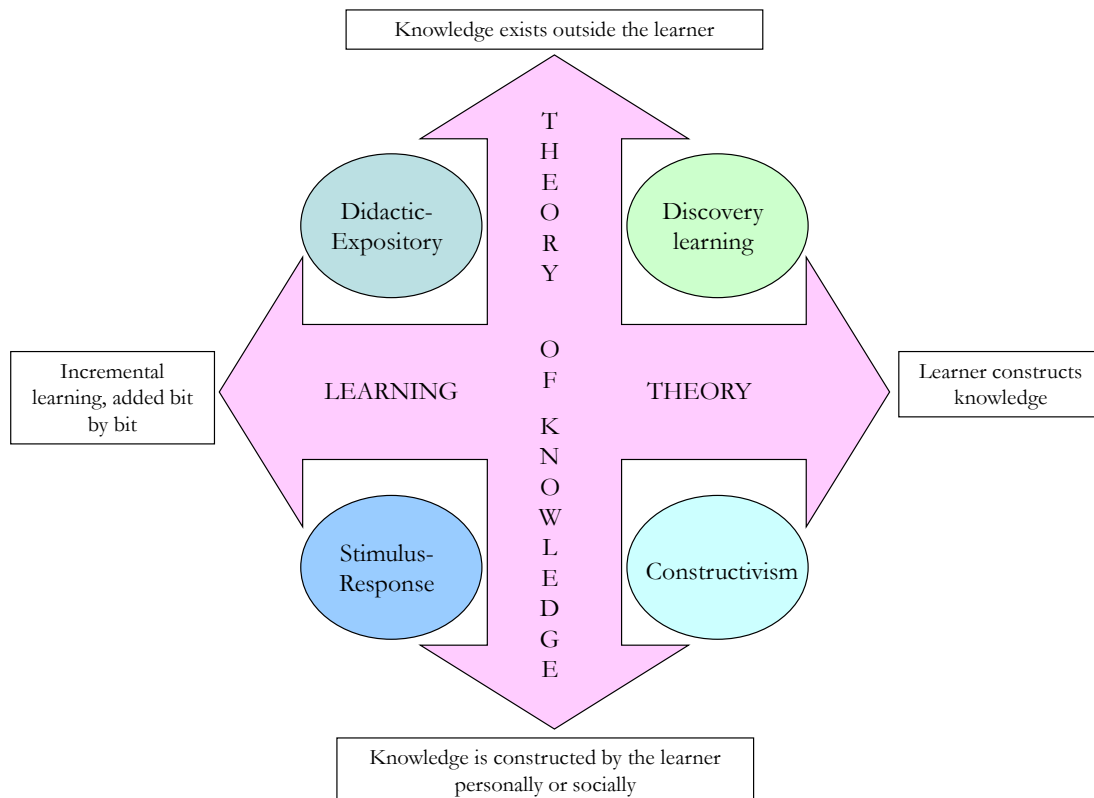 Knowledge exists outside the learner
THEORY OF KNOWLEDGE
Didactic-
Expository
Discovery
learning
Incremental
learning, added bit
by bit
LEARNING THEORY
Learner constructs
knowledge
Stimulus-
Response
Constructivism
Knowledge is constructed by the learner
personally or socially